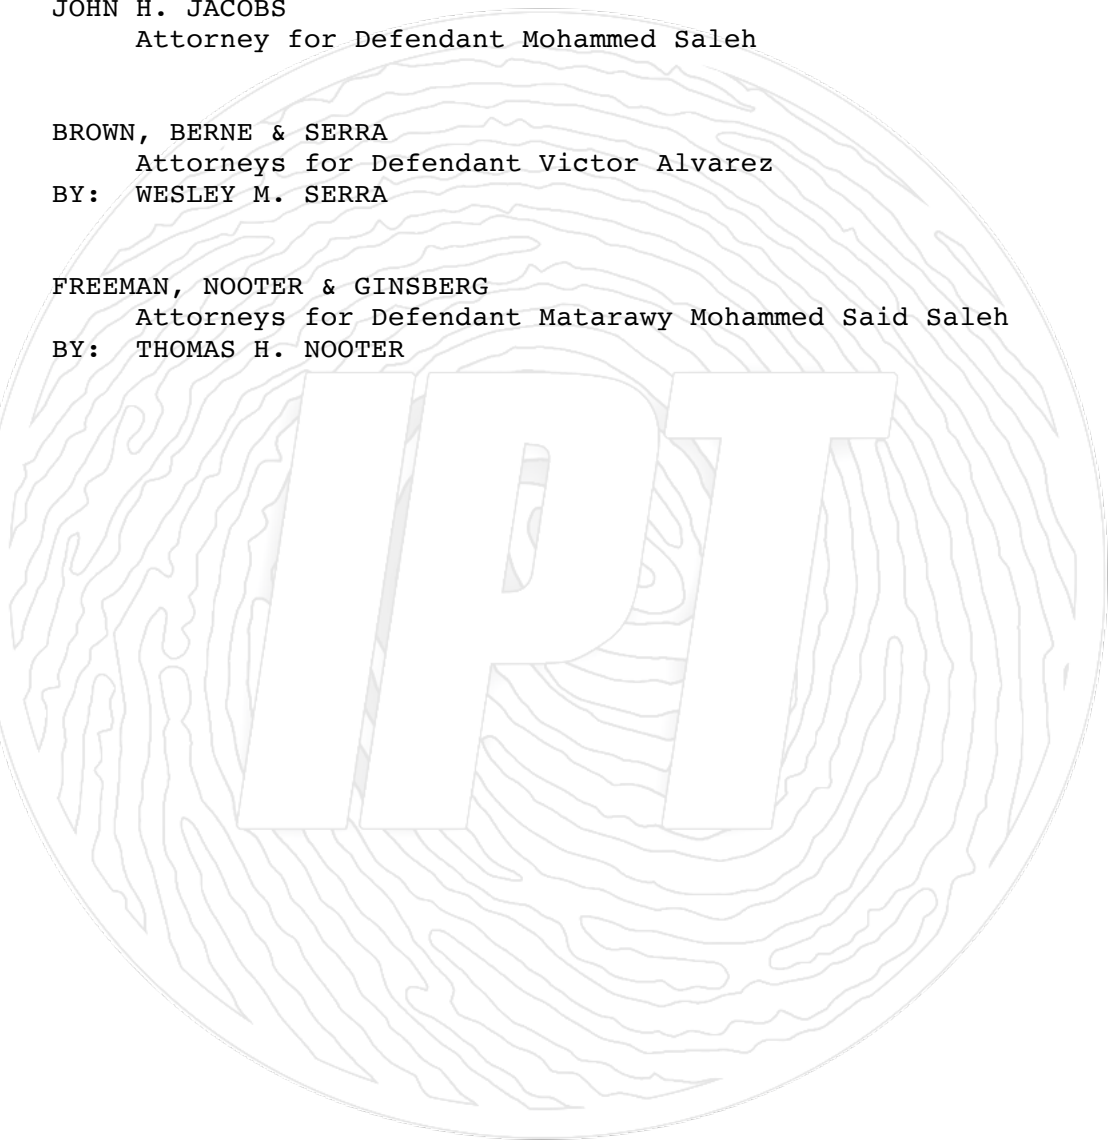 JOHN H. JACOBS
Attorney for Defendant Mohammed Saleh
BROWN, BERNE & SERRA
Attorneys for Defendant Victor Alvarez
BY: WESLEY M. SERRA
FREEMAN, NOOTER & GINSBERG
Attorneys for Defendant Matarawy Mohammed Said Saleh
BY: THOMAS H. NOOTER
IPT